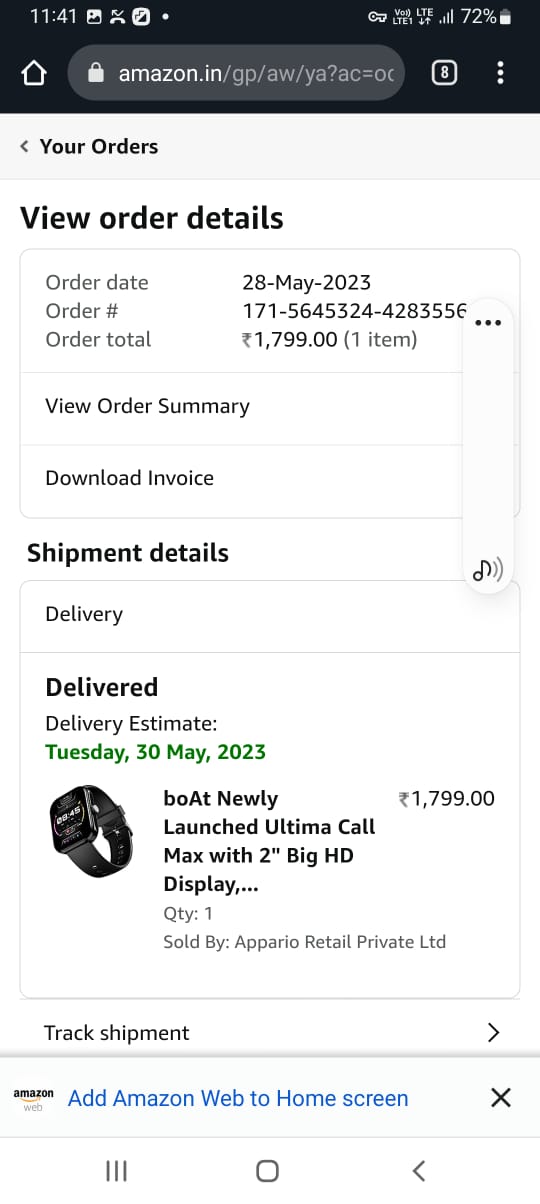 11:41
Vo)) LTE
LTE1
72%
amazon.in/gp/aw/ya?ac=oc
8
Your Orders
View order details
Order date 28-May-2023
Order # 171-5645324-4283556
Order total ₹1,799.00 (1 item)
View Order Summary
Download Invoice
Shipment details
Delivery
Delivered
Delivery Estimate:
Tuesday, 30 May, 2023
08:45
boAt Newly ₹1,799.00
Launched Ultima Call
Max with 2" Big HD
Display,...
Qty: 1
Sold By: Appario Retail Private Ltd
Track shipment
amazon
web
Add Amazon Web to Home screen